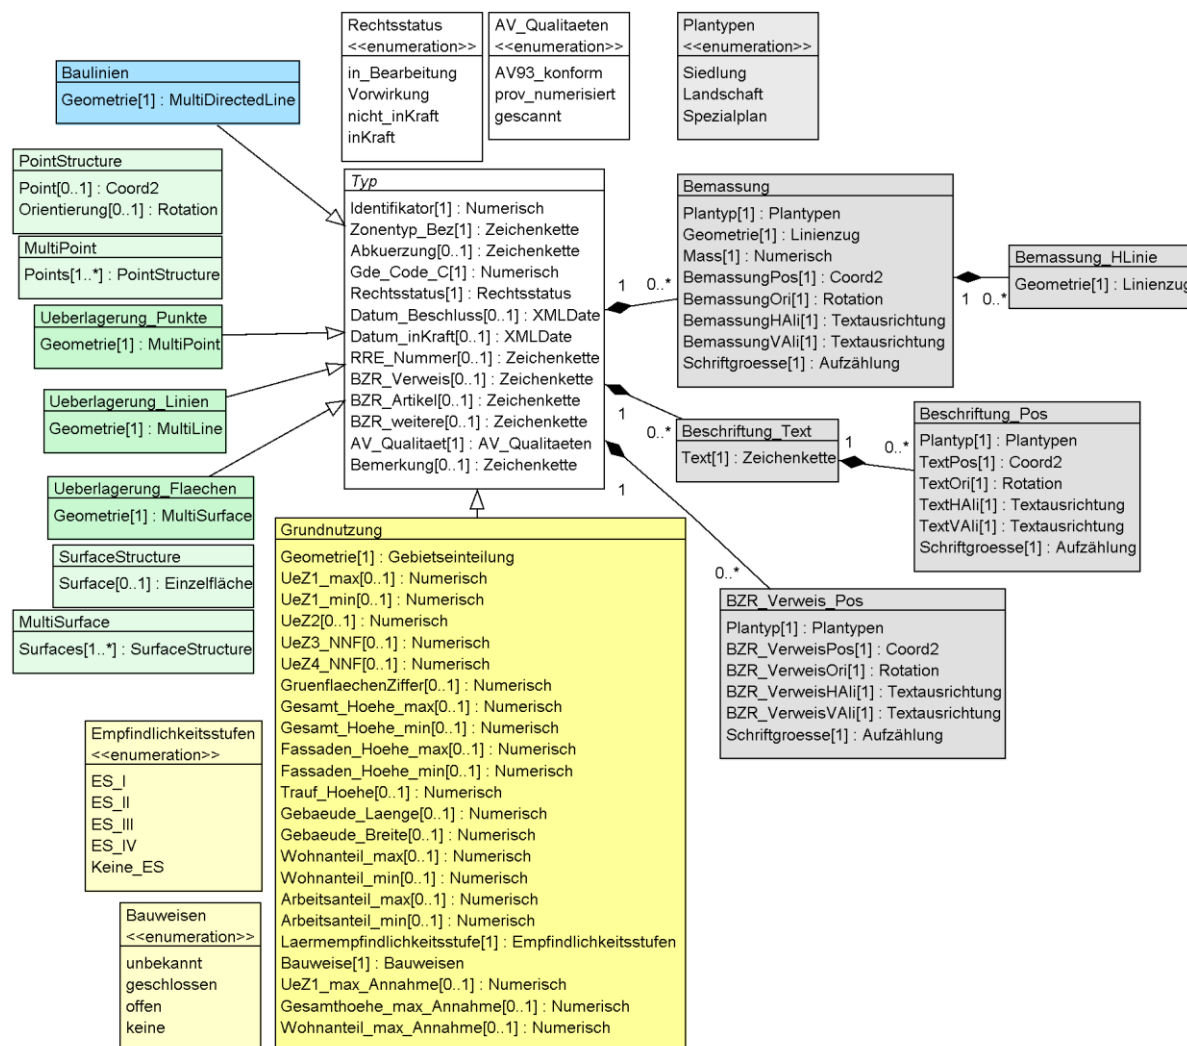 Rechtsstatus
<<enumeration>>
in_Bearbeitung
Vorwirkung
nicht_inKraft
inKraft
AV_Qualitaeten
<<enumeration>>
AV93_konform
prov_numerisiert
gescannt
Plantypen
<<enumeration>>
Siedlung
Landschaft
Spezialplan
Baulinien
Geometrie[1] : MultiDirectedLine
PointStructure
Point[0..1] : Coord2
Orientierung[0..1] : Rotation
MultiPoint
Points[1..*] : PointStructure
Ueberlagerung_Punkte
Geometrie[1] : MultiPoint
Ueberlagerung_Linien
Geometrie[1] : MultiLine
Ueberlagerung_Flaechen
Geometrie[1] : MultiSurface
SurfaceStructure
Surface[0..1] : Einzelfläche
MultiSurface
Surfaces[1..*] : SurfaceStructure
Typ
Identifikator[1] : Numerisch
Zonentyp_Bez[1] : Zeichenkette
Abkuerzung[0..1] : Zeichenkette
Gde_Code_C[1] : Numerisch
Rechtsstatus[1] : Rechtsstatus
Datum_Beschluss[0..1] : XMLDate
Datum_inKraft[0..1] : XMLDate
RRE_Nummer[0..1] : Zeichenkette
BZR_Verweis[0..1] : Zeichenkette
BZR_Artikel[0..1] : Zeichenkette
BZR_weitere[0..1] : Zeichenkette
AV_Qualitaet[1] : AV_Qualitaeten
Bemerkung[0..1] : Zeichenkette
1
0..*
Bemassung
Plantyp[1] : Plantypen
Geometrie[1] : Linienzug
Mass[1] : Numerisch
BemassungPos[1] : Coord2
BemassungOri[1] : Rotation
BemassungHAli[1] : Textausrichtung
BemassungVAli[1] : Textausrichtung
Schriftgroesse[1] : Aufzählung
1
0..*
Bemassung_HLinie
Geometrie[1] : Linienzug
1
0..*
Beschriftung_Text
Text[1] : Zeichenkette
1
0..*
Beschriftung_Pos
Plantyp[1] : Plantypen
TextPos[1] : Coord2
TextOri[1] : Rotation
TextHAli[1] : Textausrichtung
TextVAli[1] : Textausrichtung
Schriftgroesse[1] : Aufzählung
1
0..*
BZR_Verweis_Pos
Plantyp[1] : Plantypen
BZR_VerweisPos[1] : Coord2
BZR_VerweisOri[1] : Rotation
BZR_VerweisHAli[1] : Textausrichtung
BZR_VerweisVAli[1] : Textausrichtung
Schriftgroesse[1] : Aufzählung
Grundnutzung
Geometrie[1] : Gebietseinteilung
UeZ1_max[0..1] : Numerisch
UeZ1_min[0..1] : Numerisch
UeZ2[0..1] : Numerisch
UeZ3_NNF[0..1] : Numerisch
UeZ4_NNF[0..1] : Numerisch
GruenflaechenZiffer[0..1] : Numerisch
Gesamt_Hoehe_max[0..1] : Numerisch
Gesamt_Hoehe_min[0..1] : Numerisch
Fassaden_Hoehe_max[0..1] : Numerisch
Fassaden_Hoehe_min[0..1] : Numerisch
Trauf_Hoehe[0..1] : Numerisch
Gebaeude_Laenge[0..1] : Numerisch
Gebaeude_Breite[0..1] : Numerisch
Wohnanteil_max[0..1] : Numerisch
Wohnanteil_min[0..1] : Numerisch
Arbeitsanteil_max[0..1] : Numerisch
Arbeitsanteil_min[0..1] : Numerisch
Laermempfindlichkeitsstufe[1] : Empfindlichkeitsstufen
Bauweise[1] : Bauweisen
UeZ1_max_Annahme[0..1] : Numerisch
Gesamthoehe_max_Annahme[0..1] : Numerisch
Wohnanteil_max_Annahme[0..1] : Numerisch
Empfindlichkeitsstufen
<<enumeration>>
ES_I
ES_II
ES_III
ES_IV
Keine_ES
Bauweisen
<<enumeration>>
unbekannt
geschlossen
offen
keine